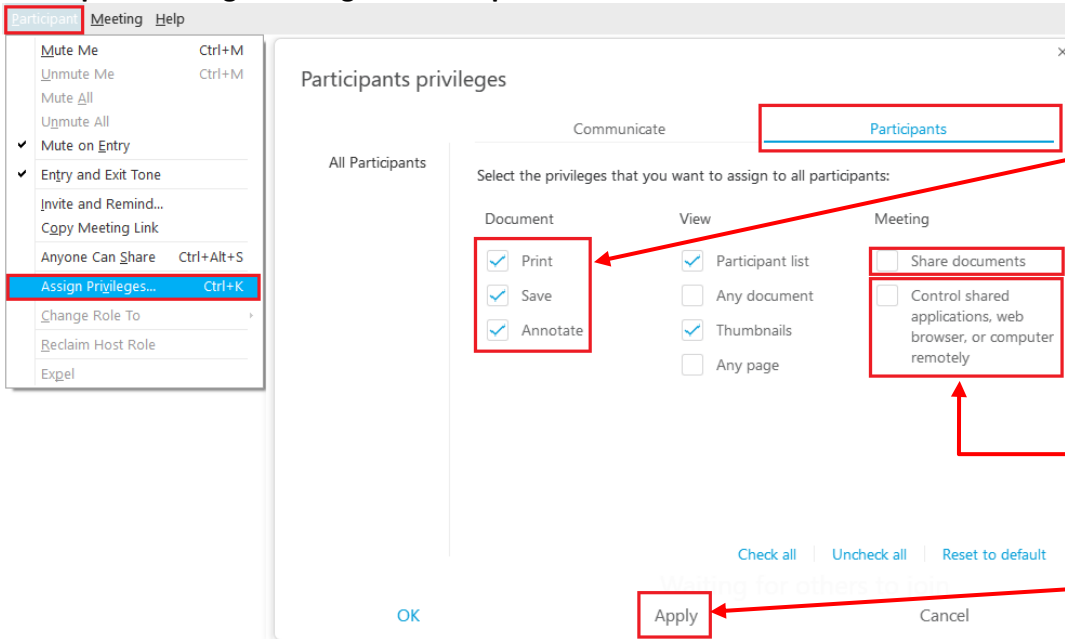 Participant Meeting Help
Mute Me Ctrl+M
Unmute Me Ctrl+M
Mute All
Unmute All
Mute on Entry
Entry and Exit Tone
Invite and Remind...
Copy Meeting Link
Anyone Can Share Ctrl+Alt+S
Assign Privileges... Ctrl+K
Change Role To
Reclaim Host Role
Expel
Participants privileges
Communicate Participants
All Participants
Select the privileges that you want to assign to all participants:
Document View Meeting
Print Participant list Share documents
Save Any document Control shared
applications, web
Annotate Thumbnails browser, or computer
Any page remotely
Check all Uncheck all Reset to default
Waiting for others to join
OK Apply Cancel